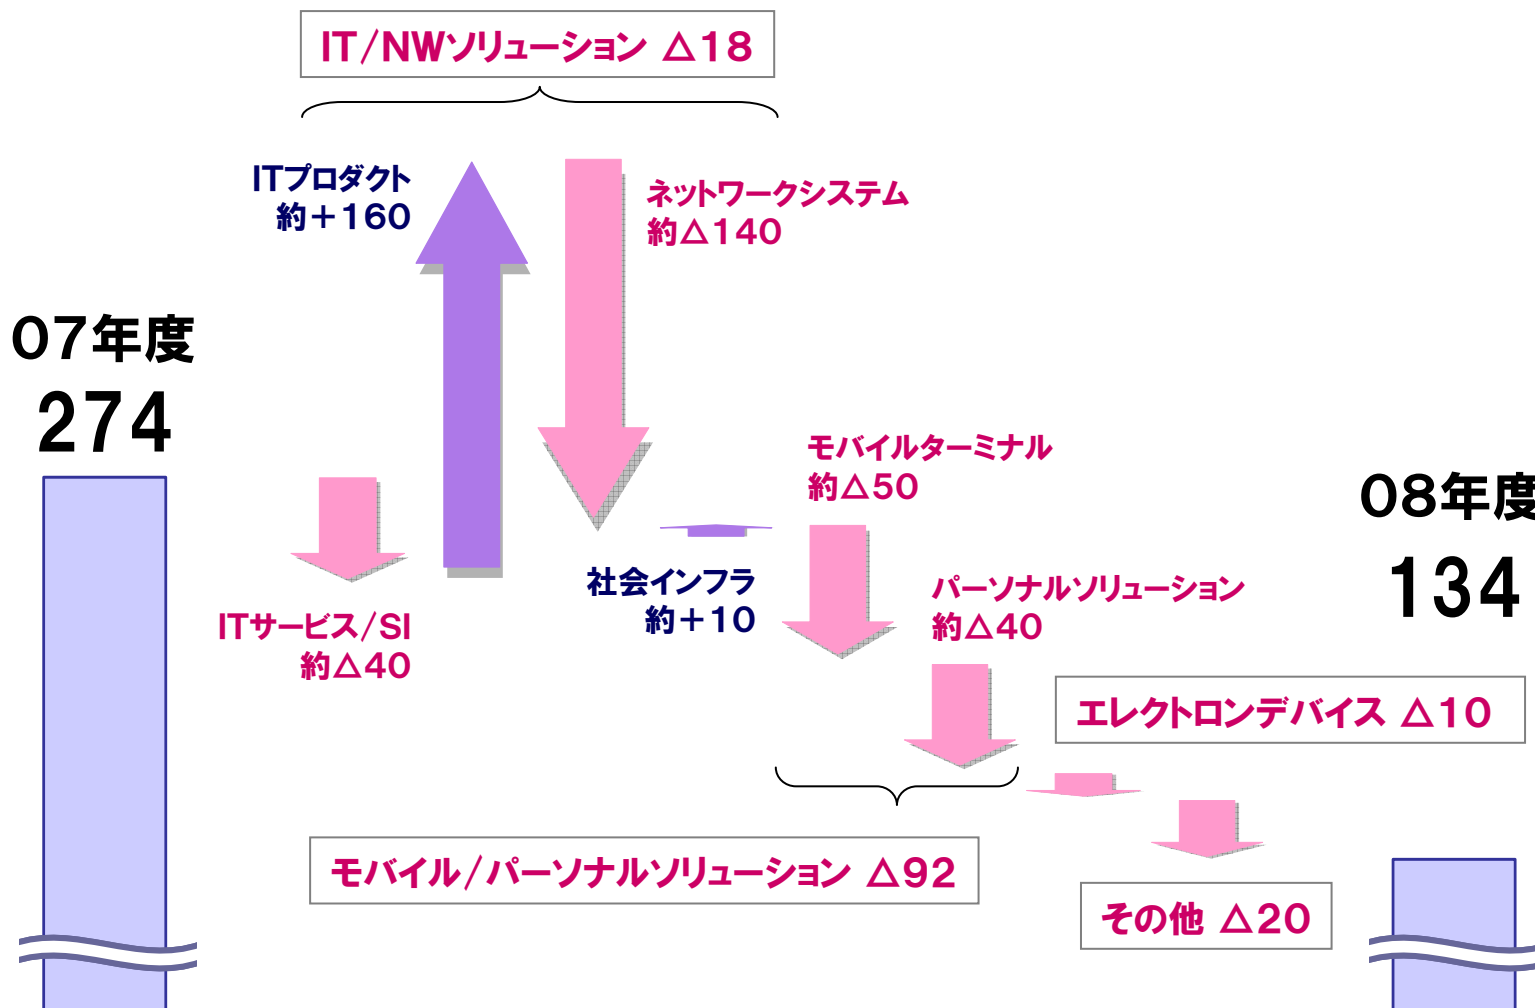 IT/NWソリューション △18
ITプロダクト
約＋160
ネットワークシステム
約△140
07年度
274
モバイルターミナル
約△50
08年度
134
社会インフラ
約＋10
パーソナルソリューション
約△40
ITサービス/SI
約△40
エレクトロンデバイス △10
モバイル/パーソナルソリューション △92
その他 △20